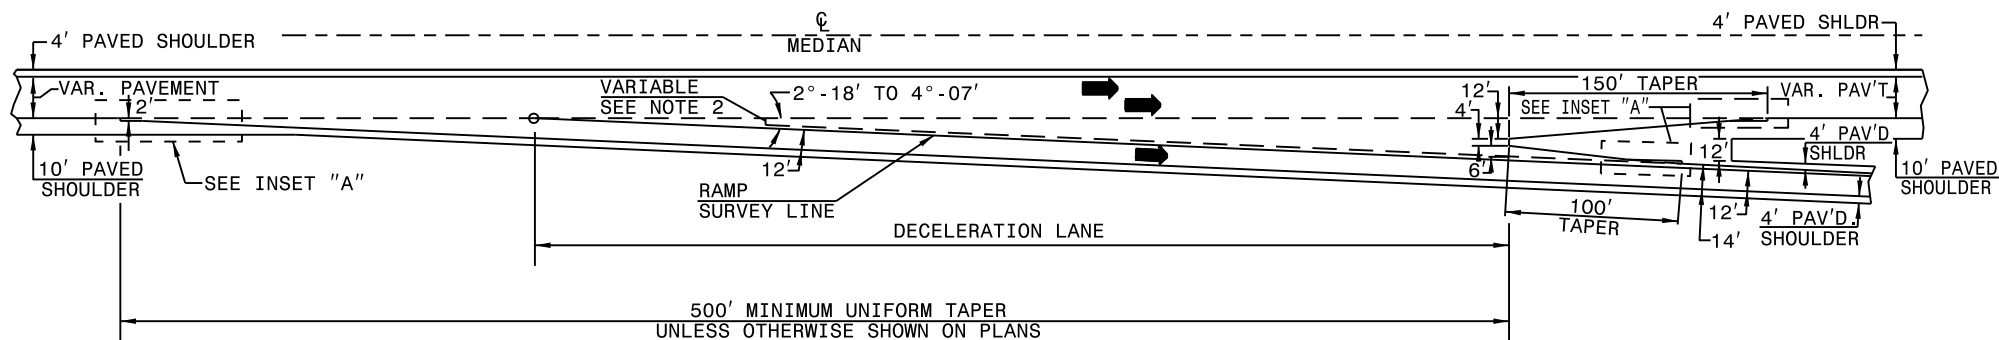 ℄
MEDIAN
4' PAVED SHOULDER
4' PAVED SHLDR
VAR. PAVEMENT
2'
VARIABLE
SEE NOTE 2
2°-18' TO 4°-07'
150' TAPER
12'
4'
SEE INSET "A"
VAR. PAV'T
10' PAVED
SHOULDER
SEE INSET "A"
12'
RAMP
SURVEY LINE
6'
12'
4' PAV'D
SHLDR
10' PAVED
SHOULDER
100'
TAPER
12'
14'
4' PAV'D.
SHOULDER
DECELERATION LANE
500' MINIMUM UNIFORM TAPER
UNLESS OTHERWISE SHOWN ON PLANS